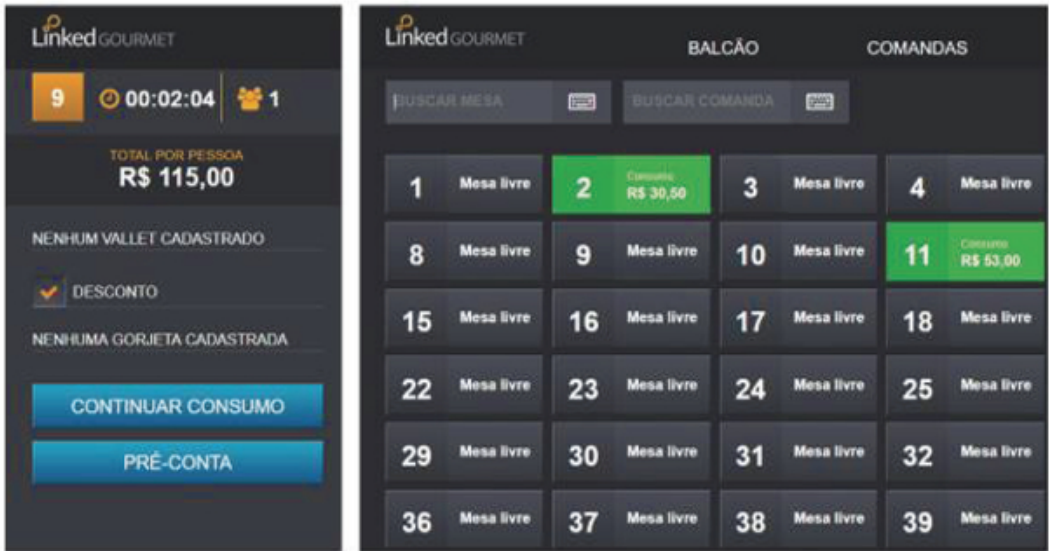 Linked GOURMET
9 00:02:04 1
TOTAL POR PESSOA
R$ 115,00
NENHUM VALLET CADASTRADO
DESCONTO
NENHUMA GORJETA CADASTRADA
CONTINUAR CONSUMO
PRÉ-CONTA
Linked GOURMET
BALCÃO COMANDAS
BUSCAR MESA BUSCAR COMANDA
1 Mesa livre 2 Consumo R$ 30,50 3 Mesa livre 4 Mesa livre
8 Mesa livre 9 Mesa livre 10 Mesa livre 11 Consumo R$ 53,00
15 Mesa livre 16 Mesa livre 17 Mesa livre 18 Mesa livre
22 Mesa livre 23 Mesa livre 24 Mesa livre 25 Mesa livre
29 Mesa livre 30 Mesa livre 31 Mesa livre 32 Mesa livre
36 Mesa livre 37 Mesa livre 38 Mesa livre 39 Mesa livre